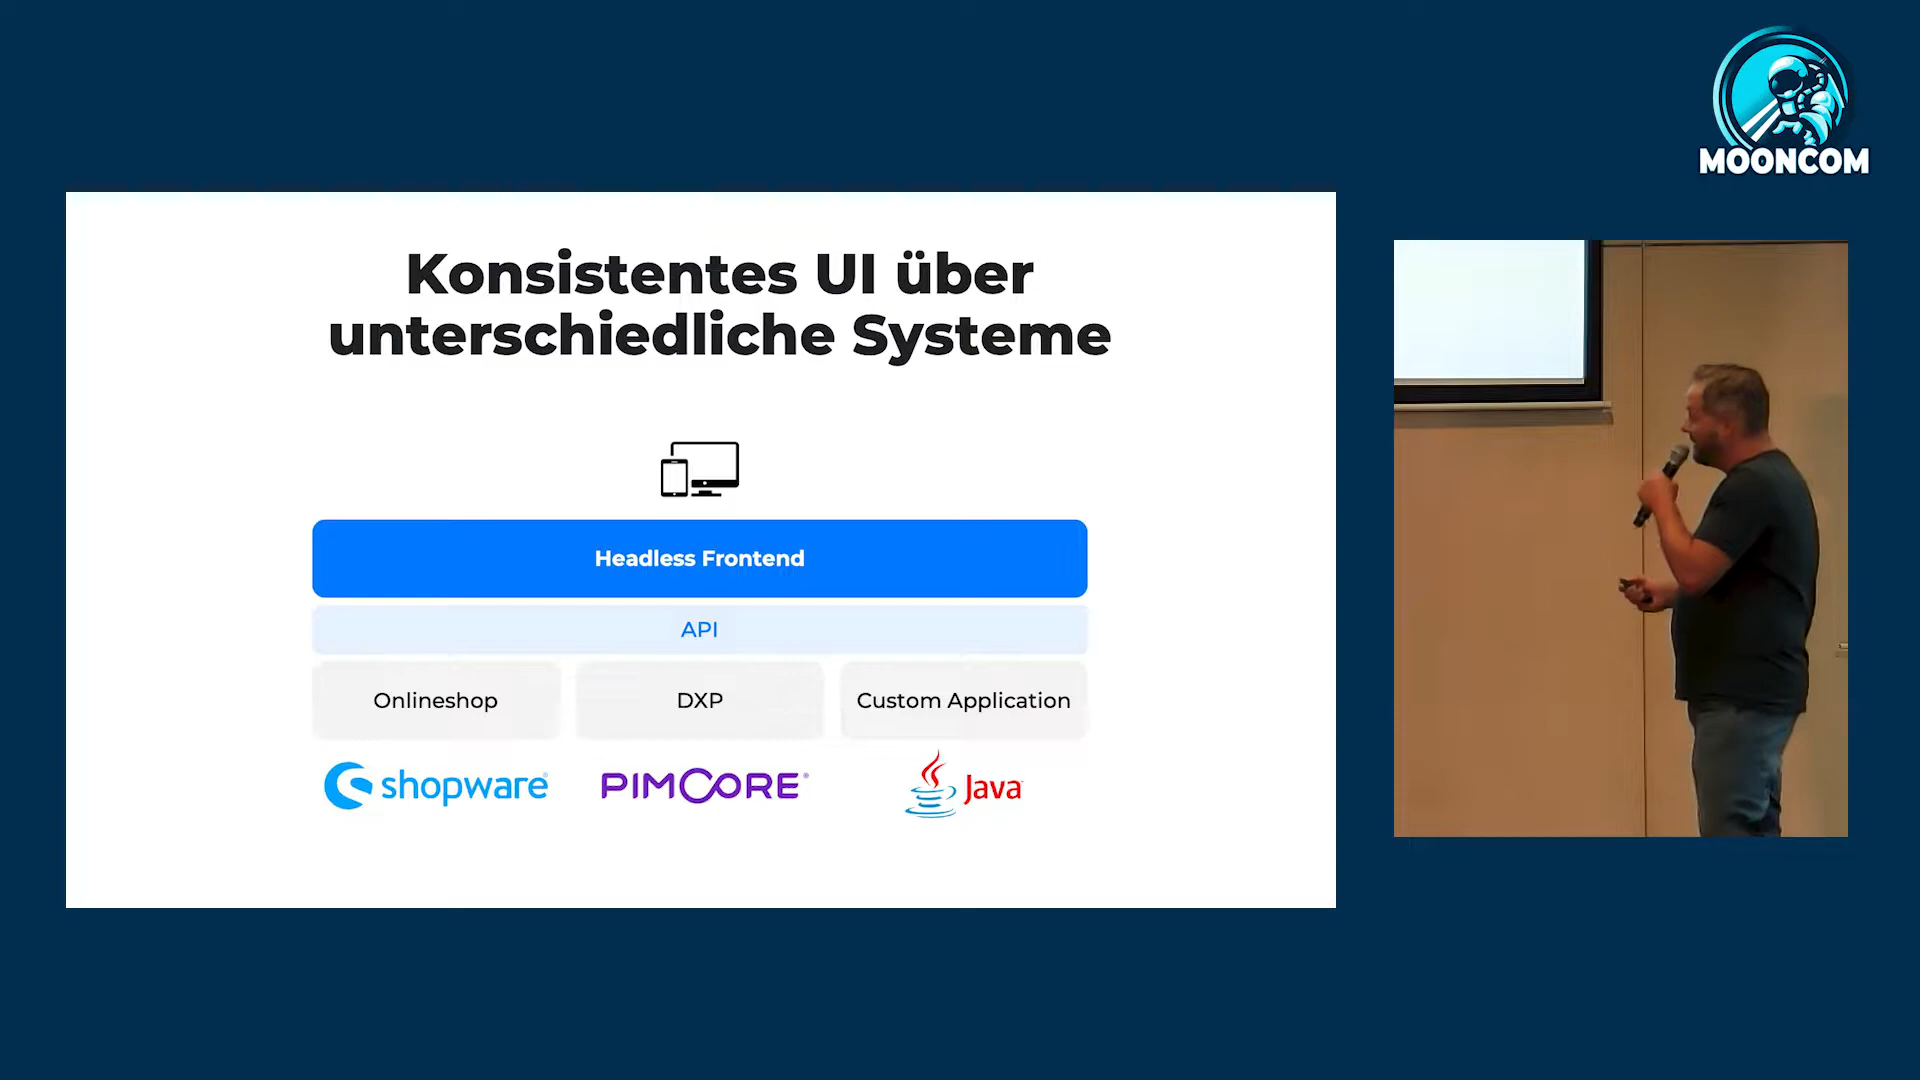 MOONCOM
Konsistentes UI über
unterschiedliche Systeme
Headless Frontend
API
Onlineshop
DXP
Custom Application
shopware
PIMCORE
Java